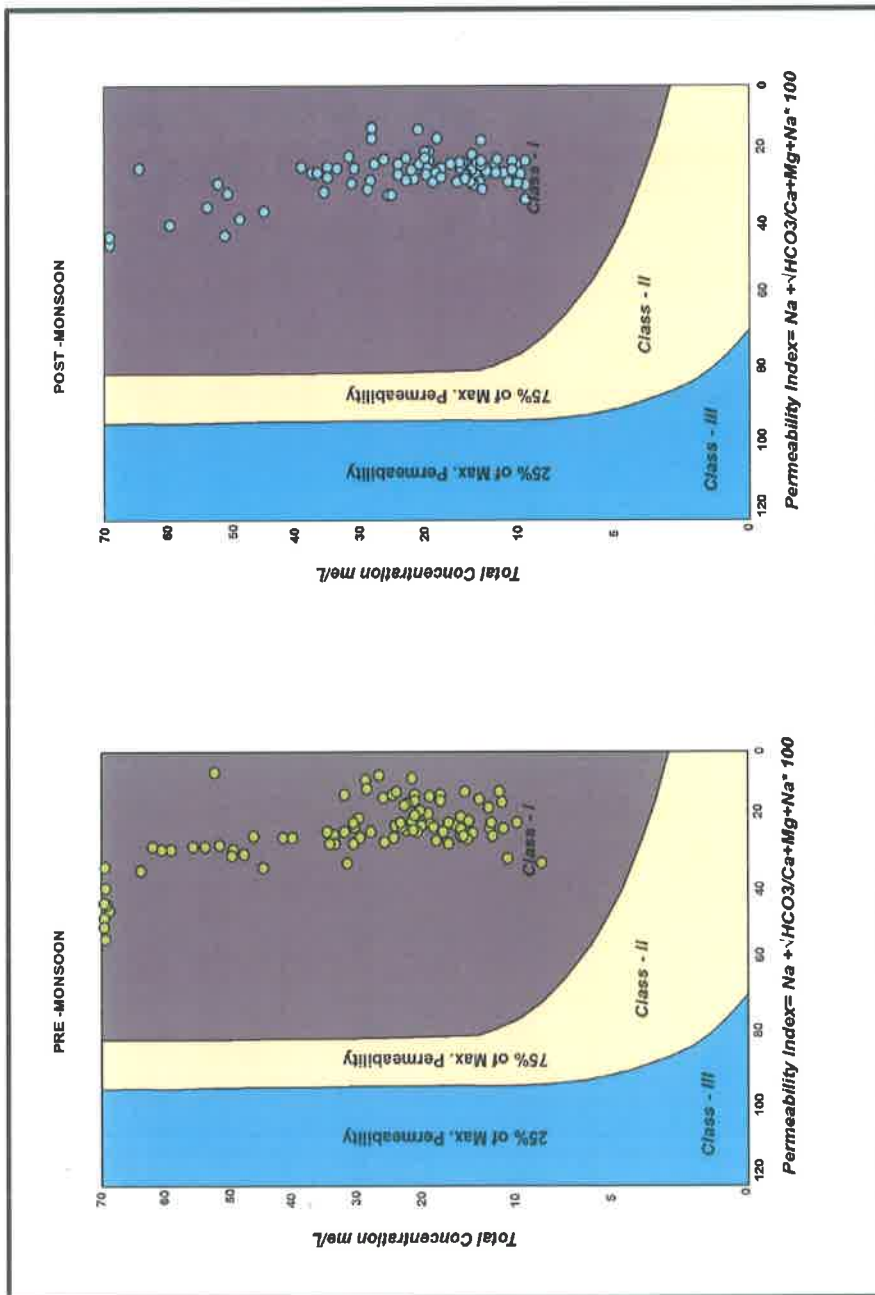 POST -MONSOON
Total Concentration me/L
70
60
50
40
30
20
10
5
0
120
100
80
60
40
20
0
25% of Max. Permeability
75% of Max. Permeability
Class - I
Class - II
Class - III
Permeability Index= Na +√HCO3/Ca+Mg+Na* 100
PRE -MONSOON
Total Concentration me/L
70
60
50
40
30
20
10
5
0
120
100
80
60
40
20
0
25% of Max. Permeability
75% of Max. Permeability
Class - I
Class - II
Class - III
Permeability Index= Na +√HCO3/Ca+Mg+Na* 100